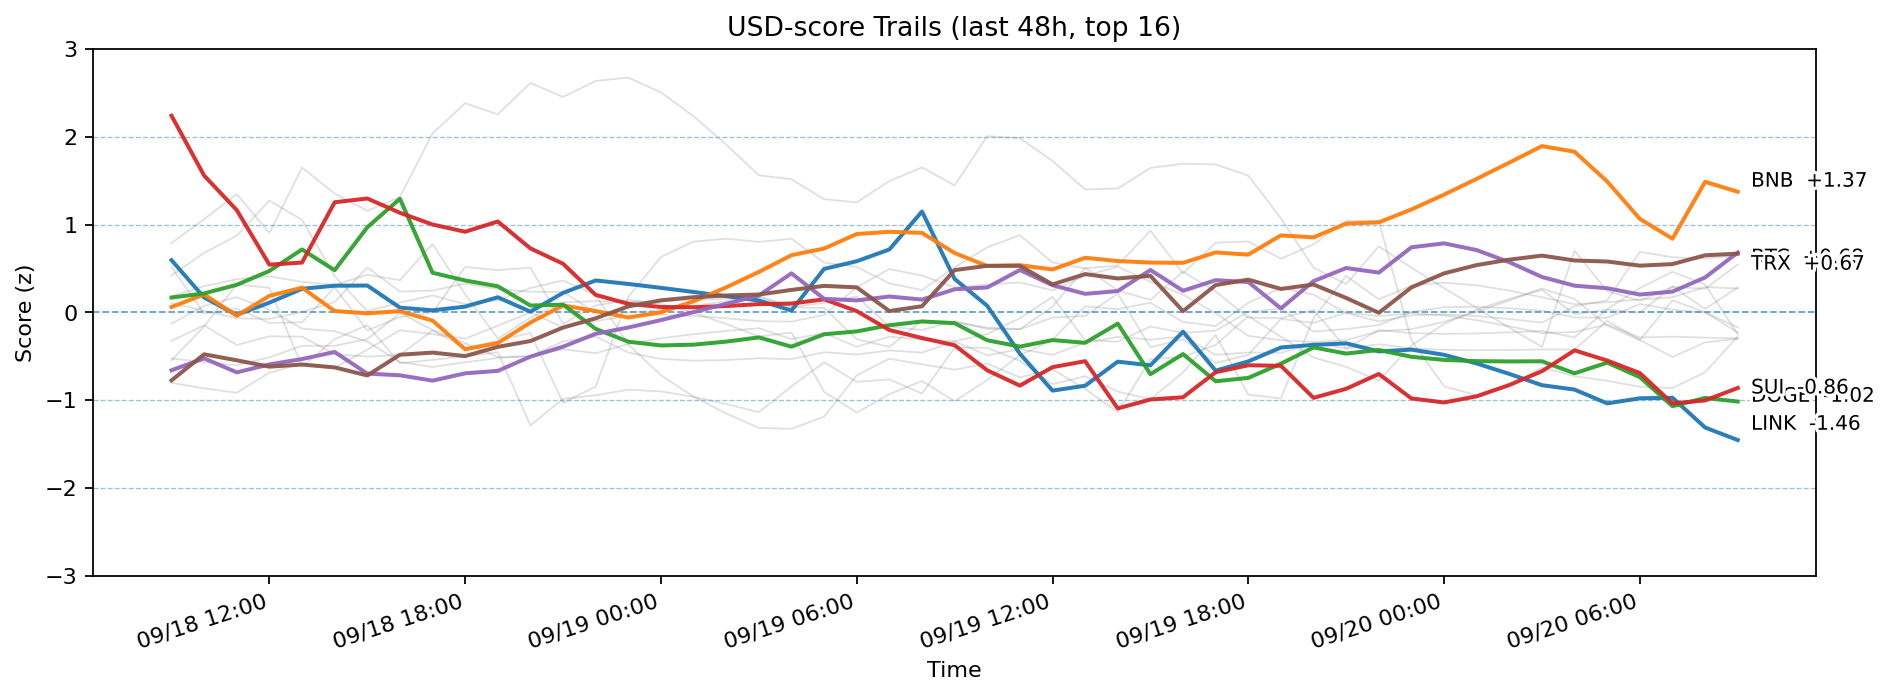 USD-score Trails (last 48h, top 16)
Score (z)
3
2
1
0
−1
−2
−3
BNB +1.37
TRX +0.67
SUI -0.86
LINK -1.46
09/18 12:00
09/18 18:00
09/19 00:00
09/19 06:00
09/19 12:00
09/19 18:00
09/20 00:00
09/20 06:00
Time